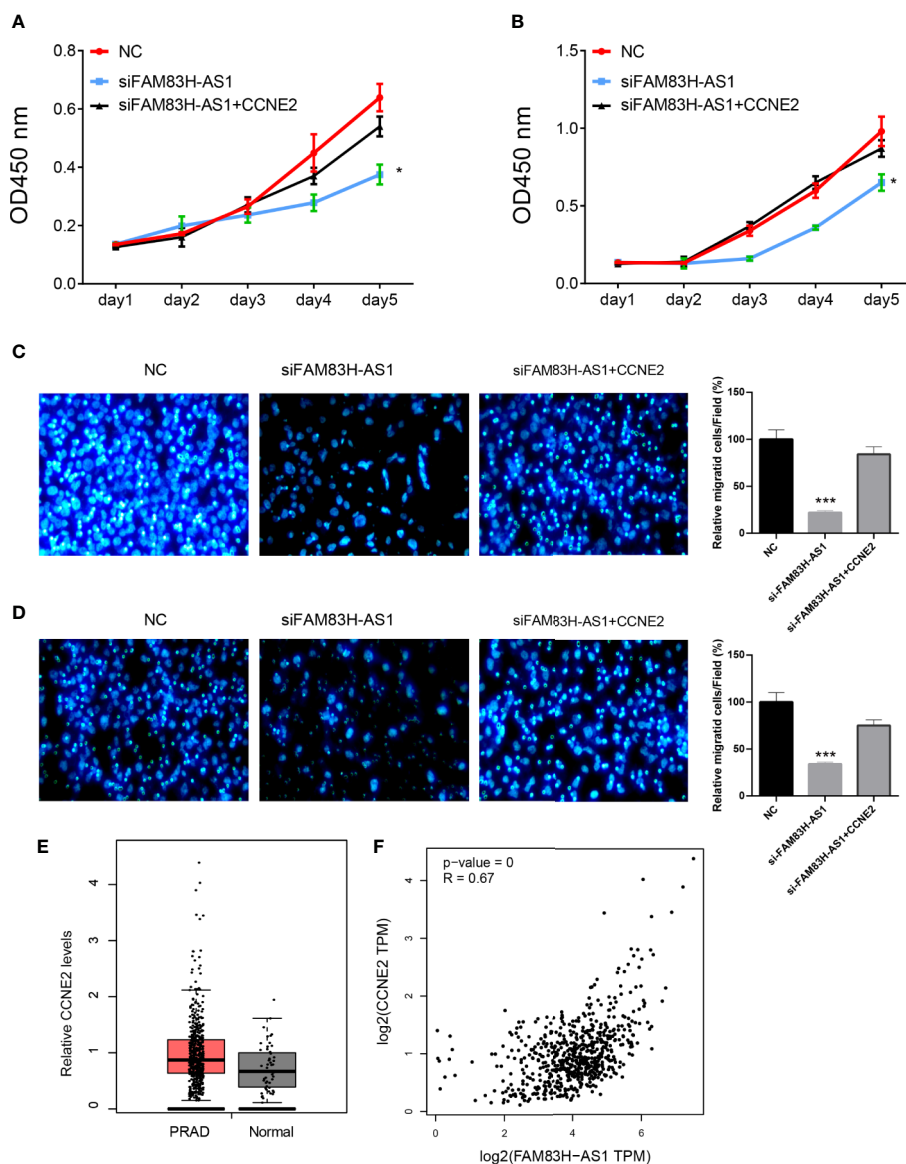 A
NC
siFAM83H-AS1
siFAM83H-AS1+CCNE2
OD450 nm
0.8
0.6
0.4
0.2
0.0
day1 day2 day3 day4 day5
*
B
NC
siFAM83H-AS1
siFAM83H-AS1+CCNE2
OD450 nm
1.5
1.0
0.5
0.0
day1 day2 day3 day4 day5
*
C
NC siFAM83H-AS1 siFAM83H-AS1+CCNE2
Relative migratid cells/Field (%)
150
100
50
0
***
NC
si-FAM83H-AS1
si-FAM83H-AS1+CCNE2
D
NC siFAM83H-AS1 siFAM83H-AS1+CCNE2
Relative migratid cells/Field (%)
150
100
50
0
***
NC
si-FAM83H-AS1
si-FAM83H-AS1+CCNE2
E
Relative CCNE2 levels
4
3
2
1
0
PRAD Normal
F
p−value = 0
R = 0.67
log2(CCNE2 TPM)
4
3
2
1
0
0 2 4 6
log2(FAM83H−AS1 TPM)